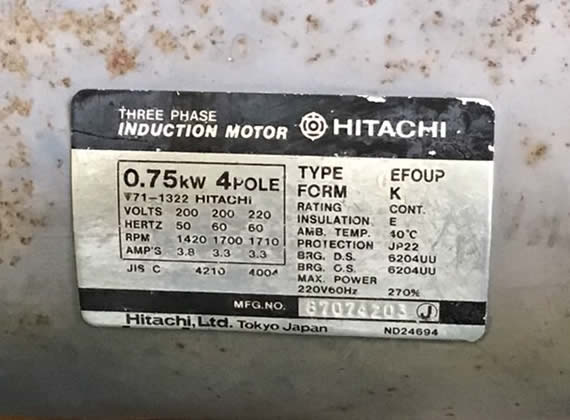 THREE PHASE
INDUCTION MOTOR HITACHI
0.75kW 4POLE
71-1322 HITACHI
VOLTS 200 200 220
HERTZ 50 60 60
RPM 1420 1700 1710
AMP'S 3.8 3.3 3.3
JIS C 4210 4004
TYPE EFOUP
FORM K
RATING CONT.
INSULATION E
AMB. TEMP. 40°C
PROTECTION JP22
BRG. D.S. 6204UU
BRG. O.S. 6204UU
MAX. POWER
220V60Hz 270%
MFG.NO. 67074203 J
Hitachi, Ltd. Tokyo Japan ND24694